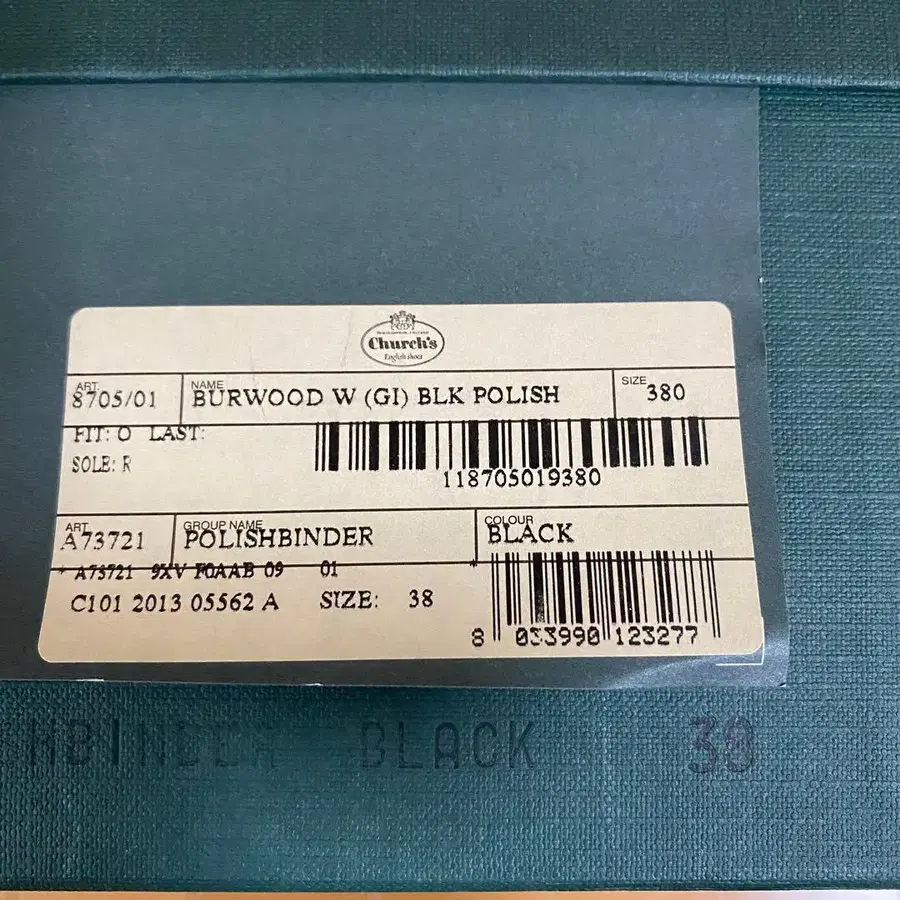 Church's
English shoes
ART. NAME SIZE
8705/01 BURWOOD W (GI) BLK POLISH 380
FIT: O LAST:
SOLE: R
118705019380
ART. GROUP NAME COLOUR
A73721 POLISHBINDER BLACK
* A73721 9XV F0AAB 09 01 *
C101 2013 05562 A SIZE: 38
8 033990 123277
HBINDER BLACK 38